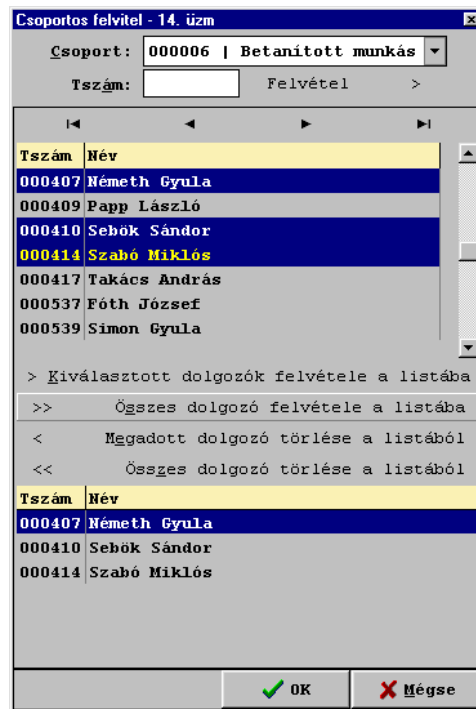 Csoportos felvitel - 14. üzm
Csoport: 000006 | Betanított munkás
Tszám: Felvétel >
Tszám Név
000407 Németh Gyula
000409 Papp László
000410 Sebök Sándor
000414 Szabó Miklós
000417 Takács András
000537 Fóth József
000539 Simon Gyula
> Kiválasztott dolgozók felvétele a listába
>> Összes dolgozó felvétele a listába
< Megadott dolgozó törlése a listából
<< Összes dolgozó törlése a listából
Tszám Név
000407 Németh Gyula
000410 Sebök Sándor
000414 Szabó Miklós
OK Mégse